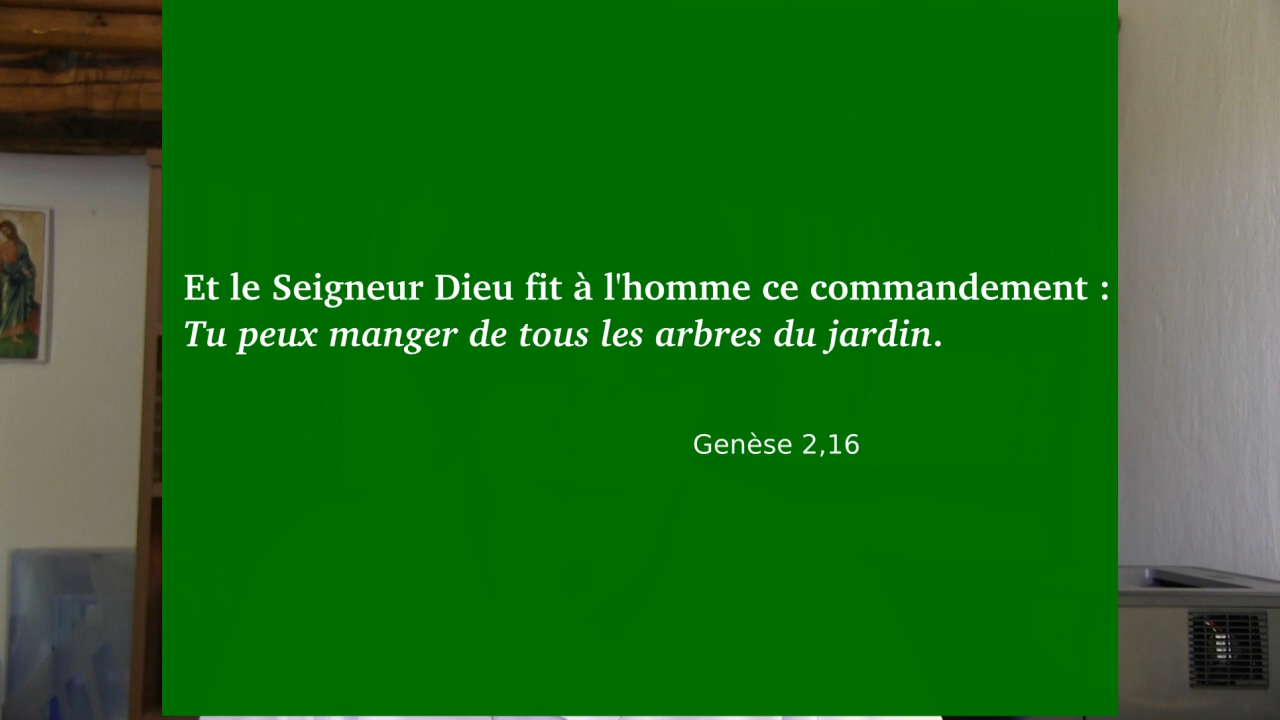 Et le Seigneur Dieu fit à l'homme ce commandement :
Tu peux manger de tous les arbres du jardin.
Genèse 2,16